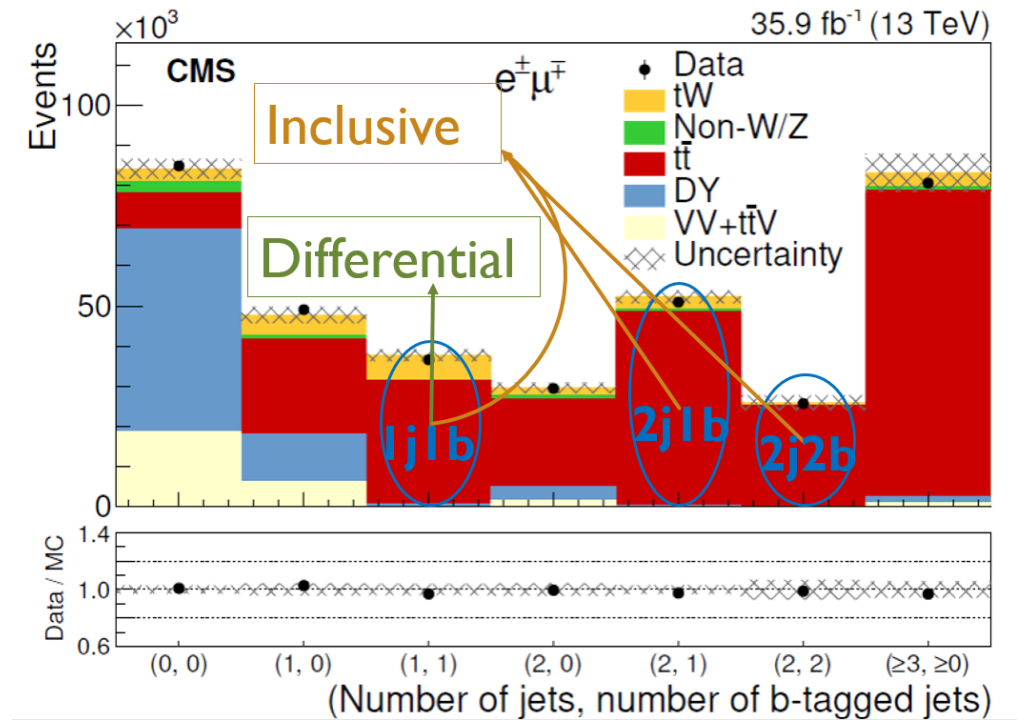 ×10³
35.9 fb⁻¹ (13 TeV)
Events
CMS
e±μ∓
Data
tW
Non-W/Z
tt̄
DY
VV+tt̄V
Uncertainty
Inclusive
Differential
100
50
0
1j1b
2j1b
2j2b
Data / MC
1.4
1.0
0.6
(0, 0) (1, 0) (1, 1) (2, 0) (2, 1) (2, 2) (≥3, ≥0)
(Number of jets, number of b-tagged jets)